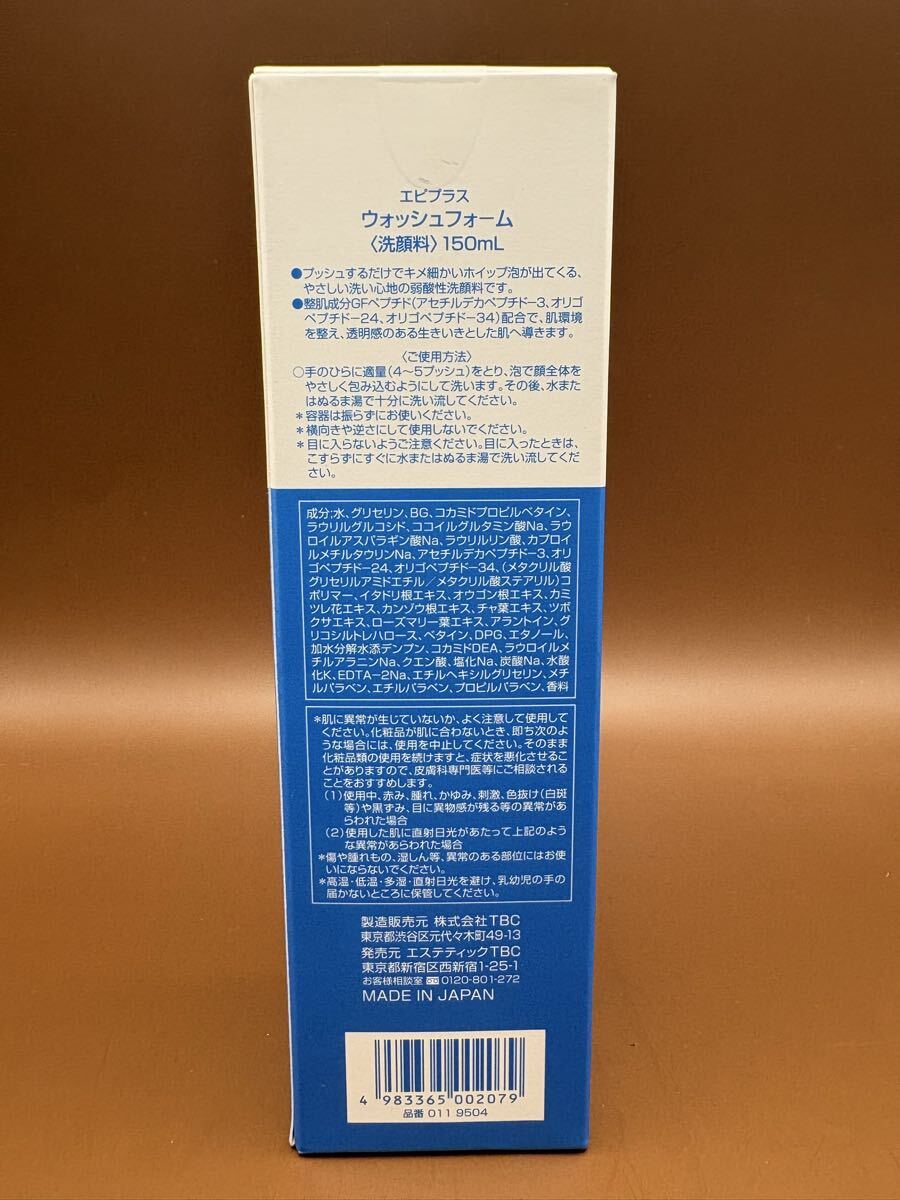 エピプラス
ウォッシュフォーム
〈洗顔料〉150mL
●プッシュするだけでキメ細かいホイップ泡が出てくる、
やさしい洗い心地の弱酸性洗顔料です。
●整肌成分GFペプチド(アセチルデカペプチド-3、オリゴ
ペプチド-24、オリゴペプチド-34)配合で、肌環境
を整え、透明感のある生きいきとした肌へ導きます。
〈ご使用方法〉
○手のひらに適量(4～5プッシュ)をとり、泡で顔全体を
やさしく包み込むようにして洗います。その後、水また
はぬるま湯で十分に洗い流してください。
＊容器は振らずにお使いください。
＊横向きや逆さにして使用しないでください。
＊目に入らないようご注意ください。目に入ったときは、
こすらずにすぐに水またはぬるま湯で洗い流してくだ
さい。
成分;水、グリセリン、BG、コカミドプロピルベタイン、
ラウリルグルコシド、ココイルグルタミン酸Na、ラウ
ロイルアスパラギン酸Na、ラウリルリン酸、カプロイ
ルメチルタウリンNa、アセチルデカペプチド-3、オリ
ゴペプチド-24、オリゴペプチド-34、(メタクリル酸
グリセリルアミドエチル／メタクリル酸ステアリル)コ
ポリマー、イタドリ根エキス、オウゴン根エキス、カミ
ツレ花エキス、カンゾウ根エキス、チャ葉エキス、ツボ
クサエキス、ローズマリー葉エキス、アラントイン、グ
リコシルトレハロース、ベタイン、DPG、エタノール、
加水分解水添デンプン、コカミドDEA、ラウロイルメ
チルアラニンNa、クエン酸、塩化Na、炭酸Na、水酸
化K、EDTA-2Na、エチルヘキシルグリセリン、メチ
ルパラベン、エチルパラベン、プロピルパラベン、香料
＊肌に異常が生じていないか、よく注意して使用して
ください。化粧品が肌に合わないとき、即ち次のよ
うな場合には、使用を中止してください。そのまま
化粧品類の使用を続けますと、症状を悪化させるこ
とがありますので、皮膚科専門医等にご相談される
ことをおすすめします。
(1)使用中、赤み、腫れ、かゆみ、刺激、色抜け(白斑
等)や黒ずみ、目に異物感が残る等の異常があ
らわれた場合
(2)使用した肌に直射日光があたって上記のよう
な異常があらわれた場合
＊傷や腫れもの、湿しん等、異常のある部位にはお使
いにならないでください。
＊高温・低温・多湿・直射日光を避け、乳幼児の手の
届かないところに保管してください。
製造販売元 株式会社TBC
東京都渋谷区元代々木町49-13
発売元 エステティックTBC
東京都新宿区西新宿1-25-1
お客様相談室 0120-801-272
MADE IN JAPAN
4 983365 002079
品番 011 9504